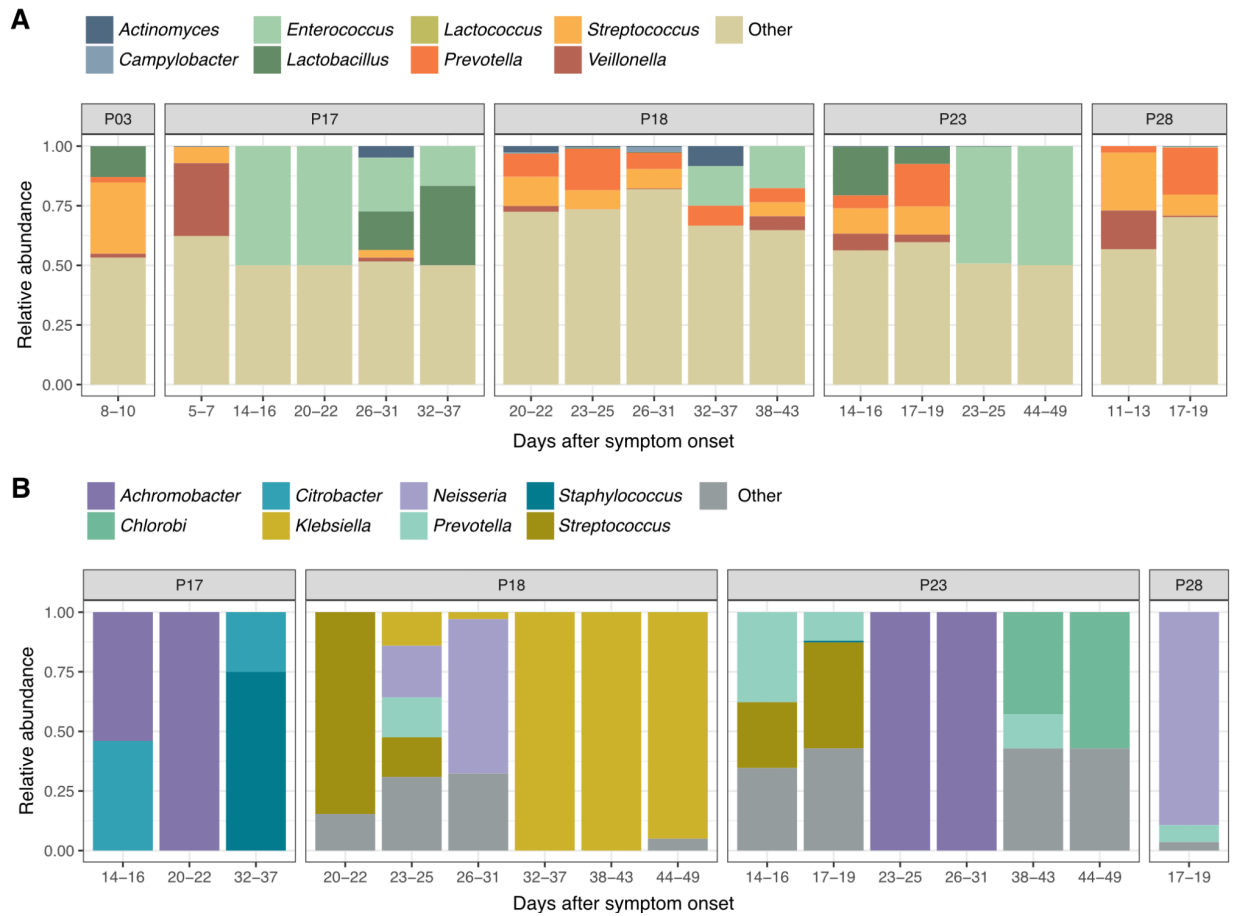 A
Actinomyces Enterococcus Lactococcus Streptococcus Other
Campylobacter Lactobacillus Prevotella Veillonella
P03 P17 P18 P23 P28
Relative abundance
1.00
0.75
0.50
0.25
0.00
8–10 5–7 14–16 20–22 26–31 32–37 20–22 23–25 26–31 32–37 38–43 14–16 17–19 23–25 44–49 11–13 17-19
Days after symptom onset
B
Achromobacter Citrobacter Neisseria Staphylococcus Other
Chlorobi Klebsiella Prevotella Streptococcus
P17 P18 P23 P28
Relative abundance
1.00
0.75
0.50
0.25
0.00
14–16 20–22 32–37 20–22 23–25 26–31 32–37 38–43 44–49 14–16 17–19 23–25 26–31 38–43 44–49 17–19
Days after symptom onset